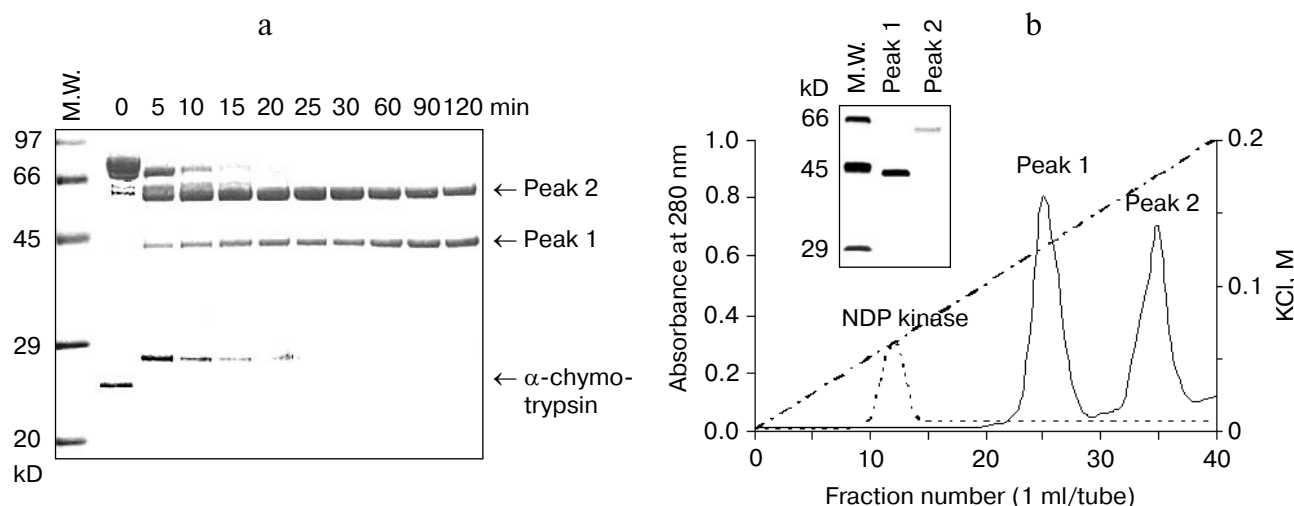 a
M.W.
0 5 10 15 20 25 30 60 90 120 min
97
66
45
29
20
kD
← Peak 2
← Peak 1
← α-chymo-
trypsin
b
M.W.
Peak 1
Peak 2
kD
66
45
29
Absorbance at 280 nm
1.0
0.8
0.6
0.4
0.2
0.0
NDP kinase
Peak 1
Peak 2
0.2
0.1
0
KCl, M
0 10 20 30 40
Fraction number (1 ml/tube)